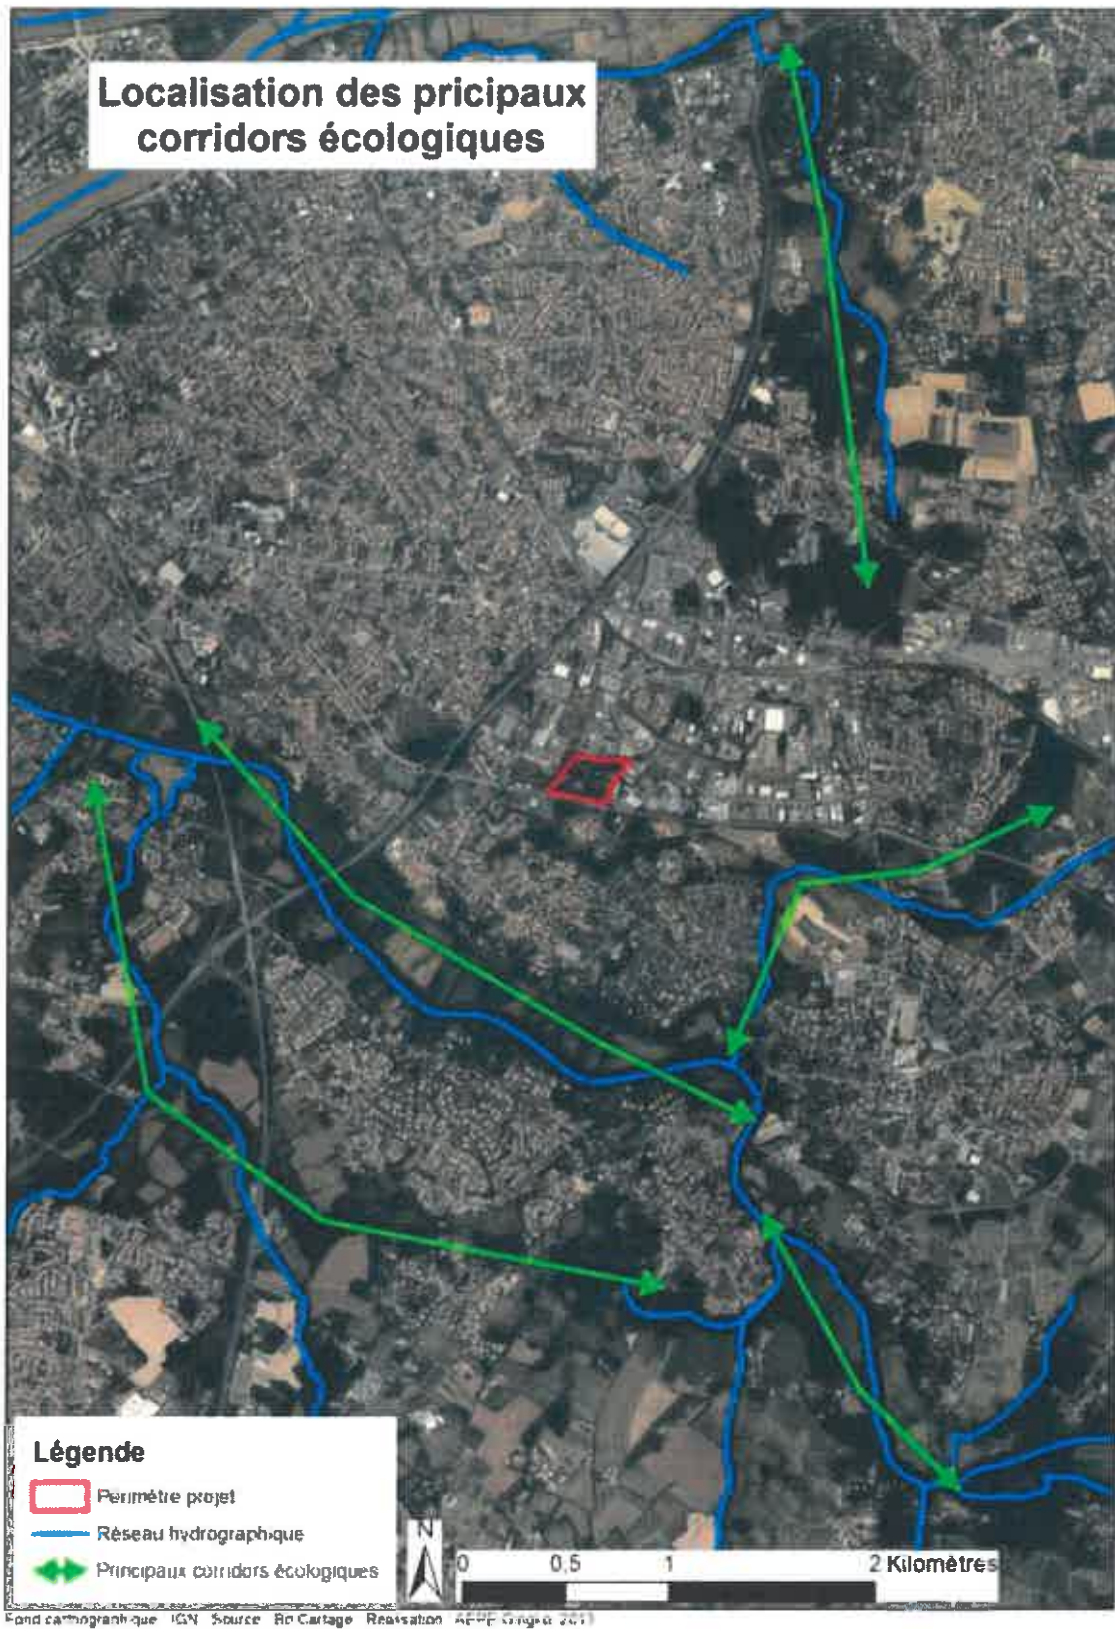 Localisation des pricipaux
corridors écologiques
Légende
Périmètre projet
Réseau hydrographique
Principaux corridors écologiques
N
0 0,5 1 2 Kilomètres
Fond carthographique IGN Source Bd Cartage Réalisation